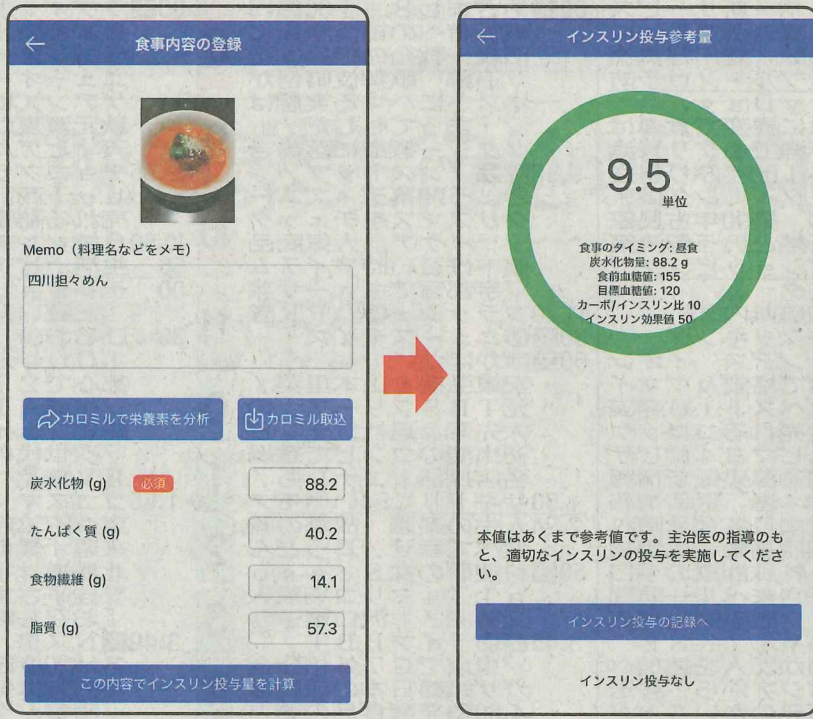 食事内容の登録
Memo（料理名などをメモ）
四川担々めん
カロミルで栄養素を分析
カロミル取込
炭水化物 (g)
必須
88.2
たんぱく質 (g)
40.2
食物繊維 (g)
14.1
脂質 (g)
57.3
この内容でインスリン投与量を計算
インスリン投与参考量
9.5
単位
食事のタイミング: 昼食
炭水化物量: 88.2 g
食前血糖値: 155
目標血糖値: 120
カーボ/インスリン比 10
インスリン効果値 50
本値はあくまで参考値です。主治医の指導のも
と、適切なインスリンの投与を実施してくださ
い。
インスリン投与の記録へ
インスリン投与なし